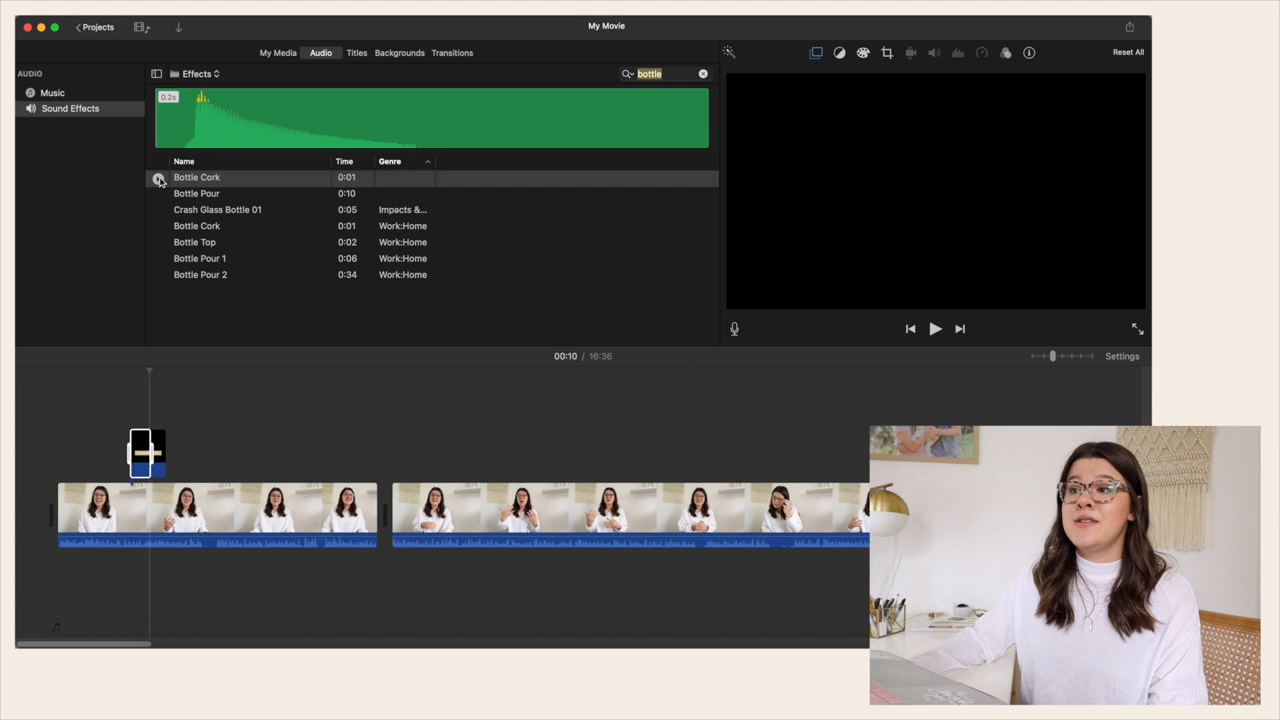 Projects
My Movie
My Media Audio Titles Backgrounds Transitions
Reset All
AUDIO
Effects
bottle
Music
Sound Effects
0.2s
Name Time Genre
Bottle Cork 0:01
Bottle Pour 0:10
Crash Glass Bottle 01 0:05 Impacts &...
Bottle Cork 0:01 Work:Home
Bottle Top 0:02 Work:Home
Bottle Pour 1 0:06 Work:Home
Bottle Pour 2 0:34 Work:Home
00:10 / 16:36
Settings